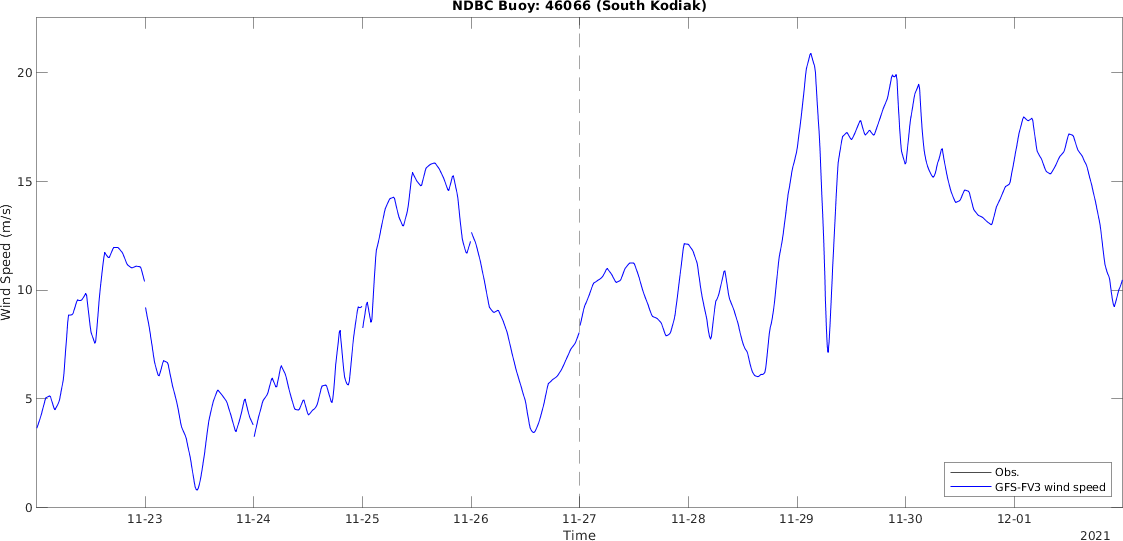 NDBC Buoy: 46066 (South Kodiak)
20
15
10
5
0
Wind Speed (m/s)
11-23 11-24 11-25 11-26 11-27 11-28 11-29 11-30 12-01
Time
2021
Obs.
GFS-FV3 wind speed